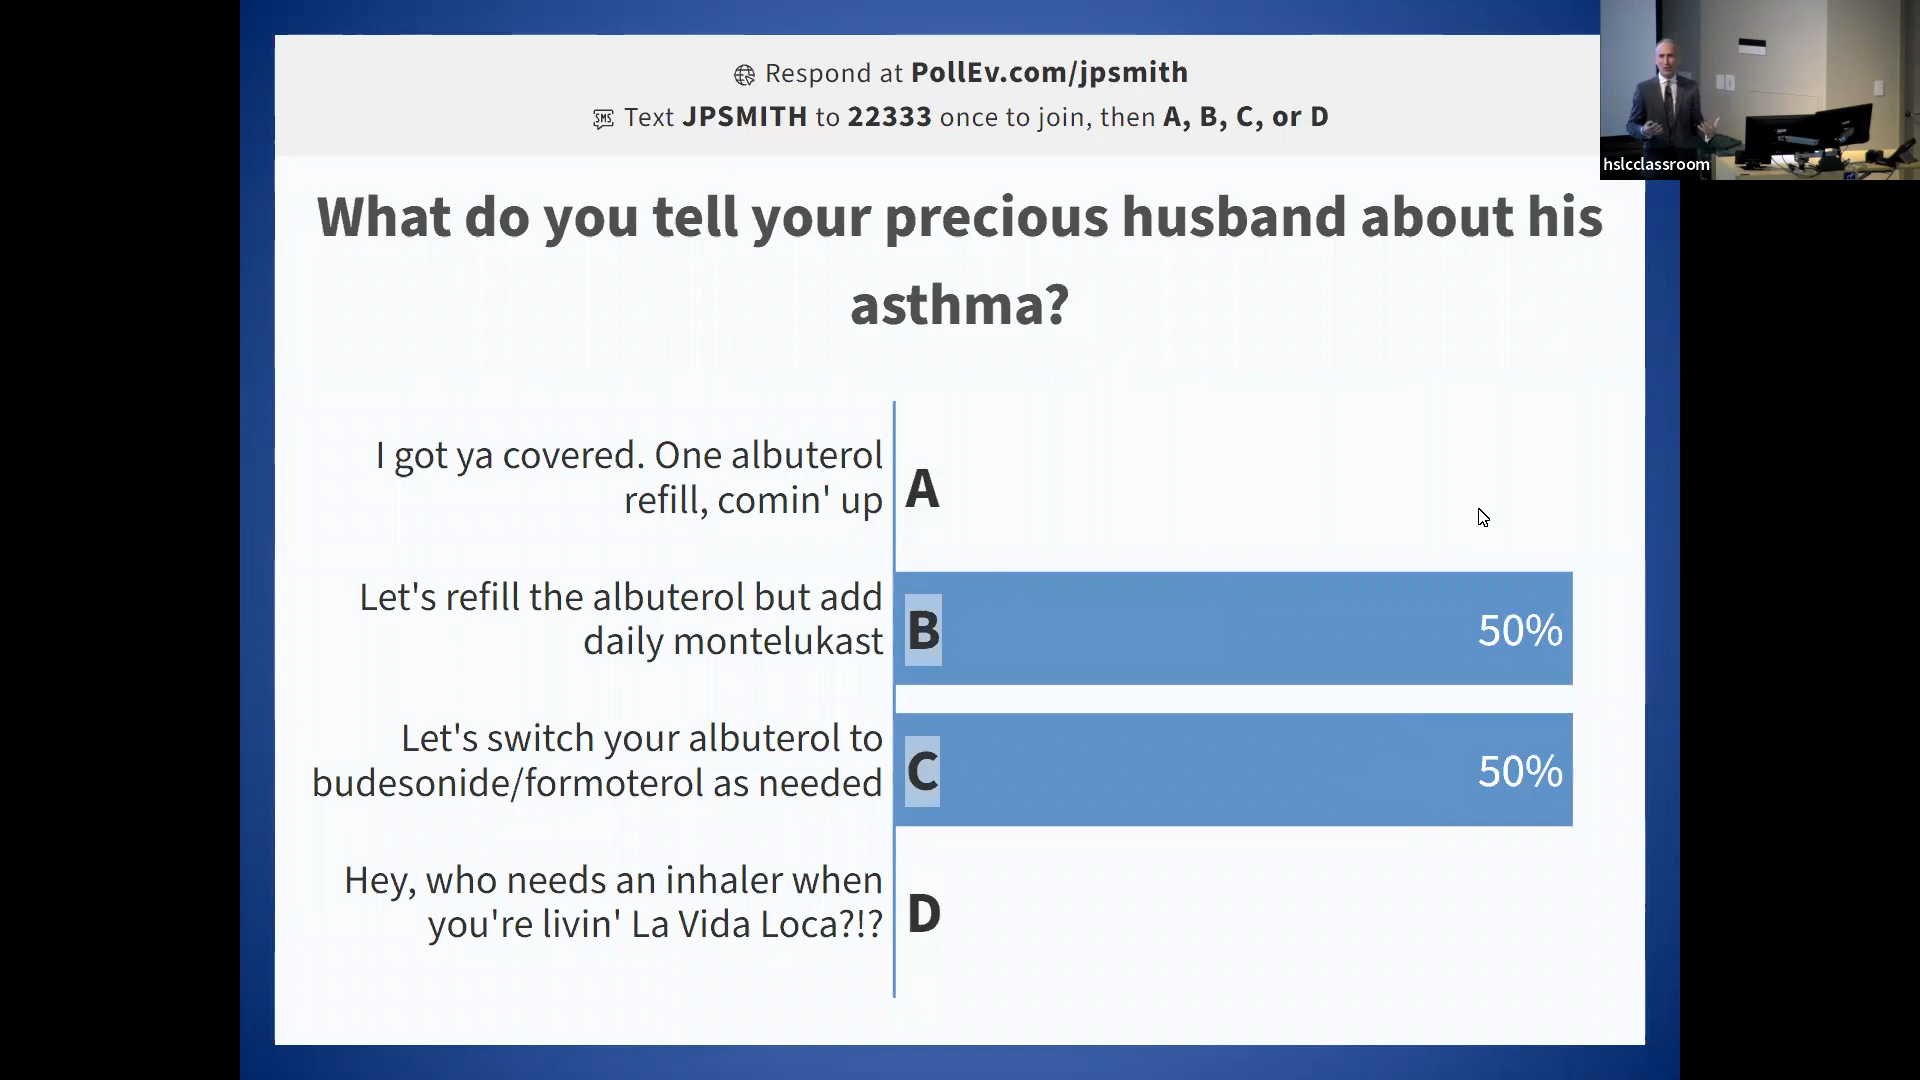 Respond at PollEv.com/jpsmith
Text JPSMITH to 22333 once to join, then A, B, C, or D
hslcclassroom
What do you tell your precious husband about his
asthma?
I got ya covered. One albuterol
refill, comin' up
A
Let's refill the albuterol but add
daily montelukast
B
50%
Let's switch your albuterol to
budesonide/formoterol as needed
C
50%
Hey, who needs an inhaler when
you're livin' La Vida Loca?!?
D